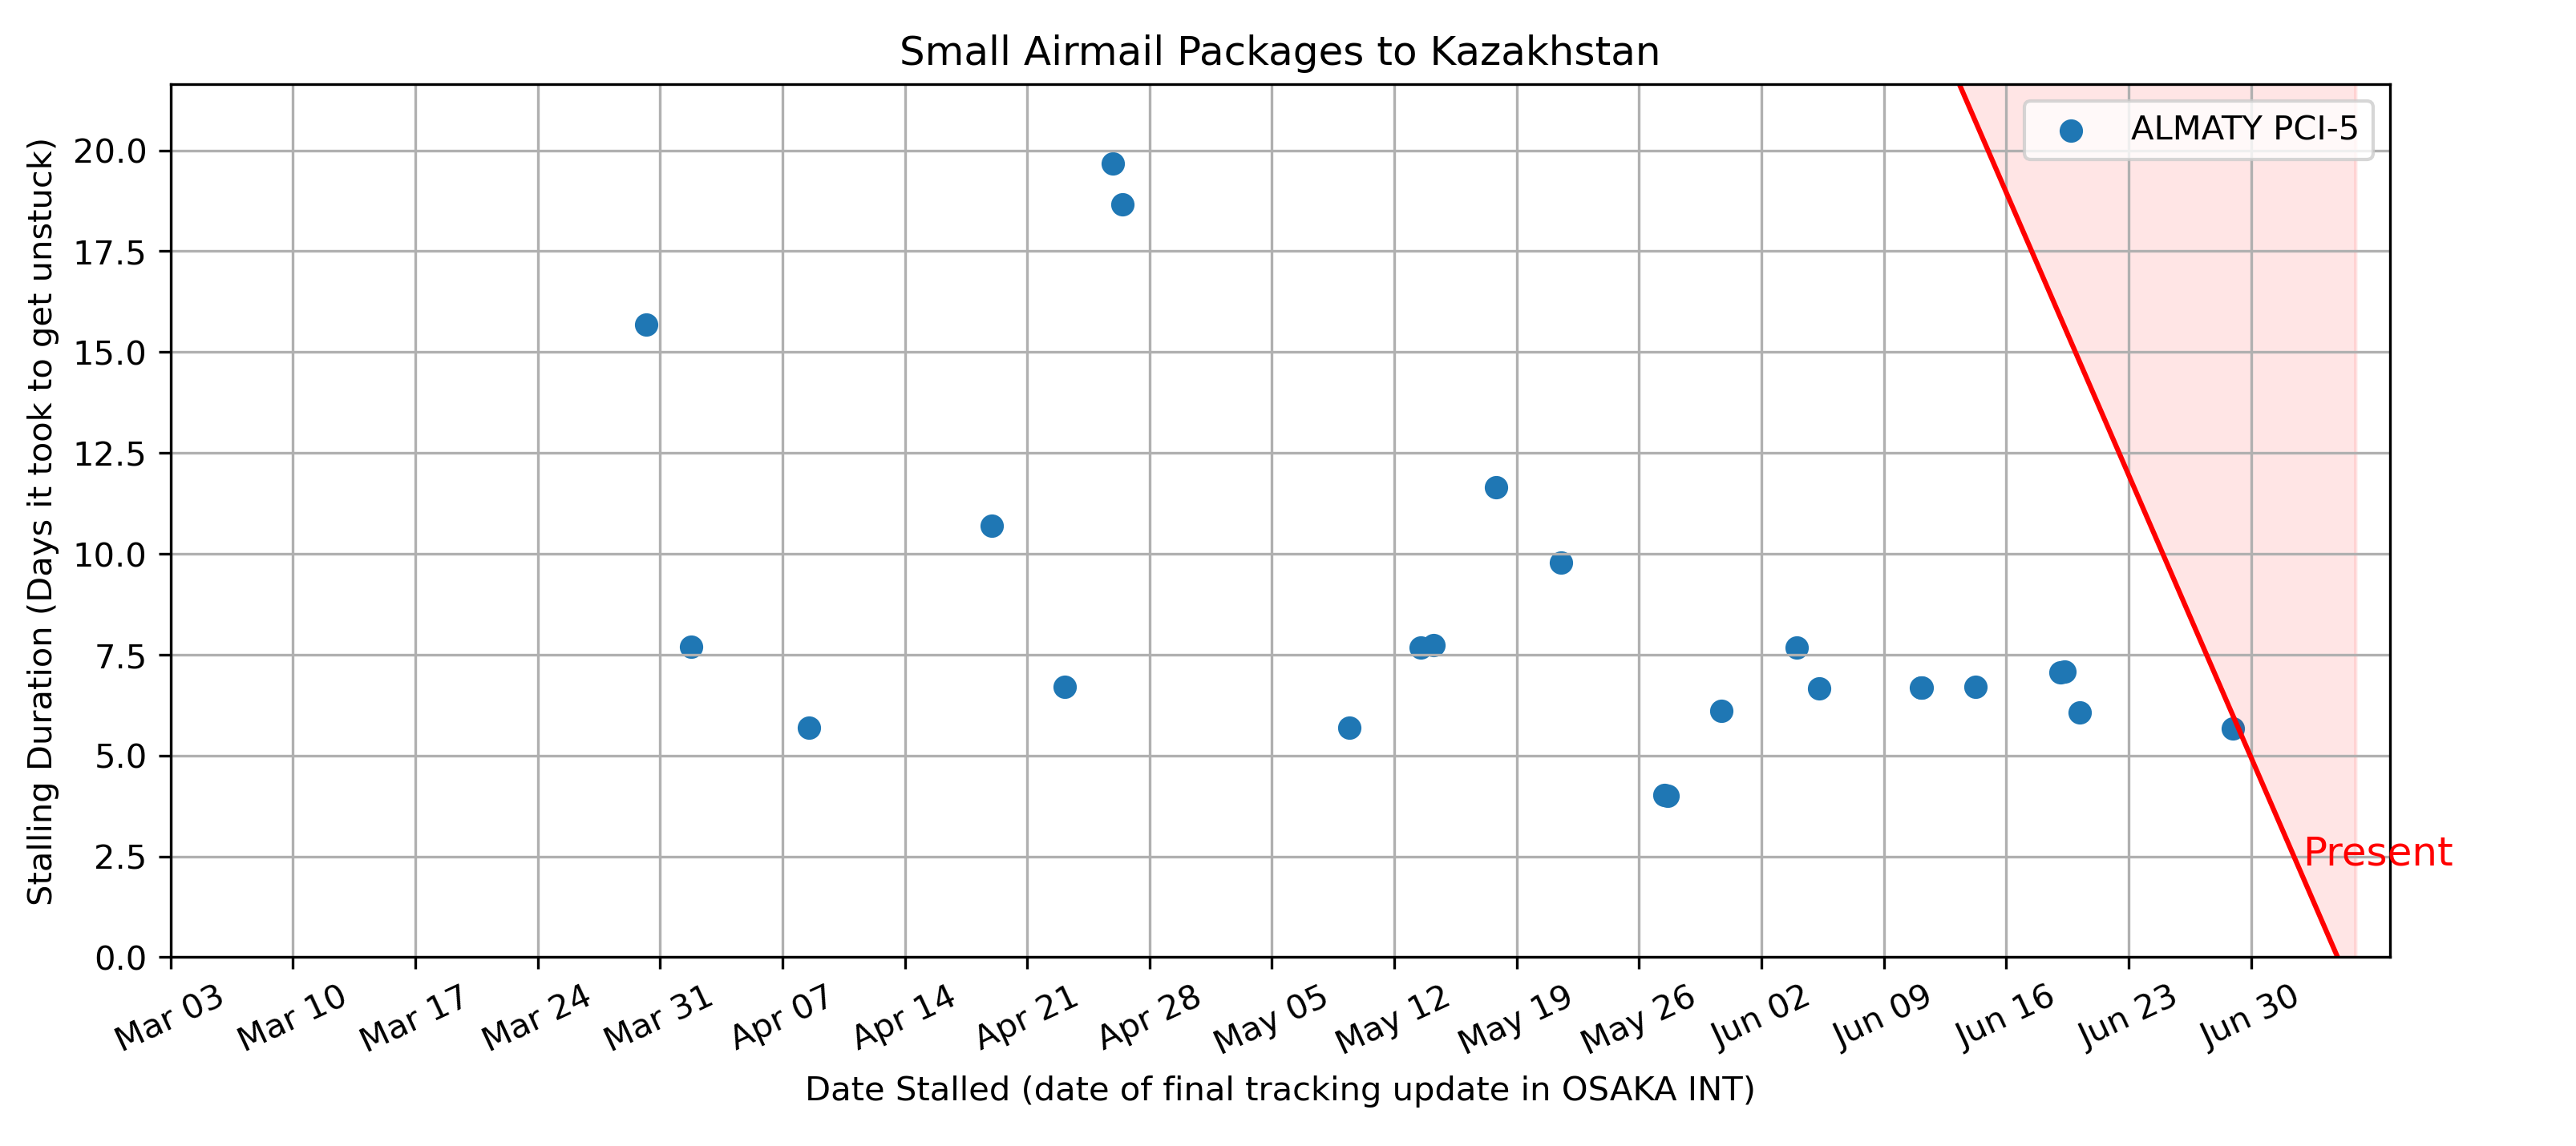 Small Airmail Packages to Kazakhstan
ALMATY PCI-5
Stalling Duration (Days it took to get unstuck)
20.0
17.5
15.0
12.5
10.0
7.5
5.0
2.5
0.0
Present
Mar 03 Mar 10 Mar 17 Mar 24 Mar 31 Apr 07 Apr 14 Apr 21 Apr 28 May 05 May 12 May 19 May 26 Jun 02 Jun 09 Jun 16 Jun 23 Jun 30
Date Stalled (date of final tracking update in OSAKA INT)